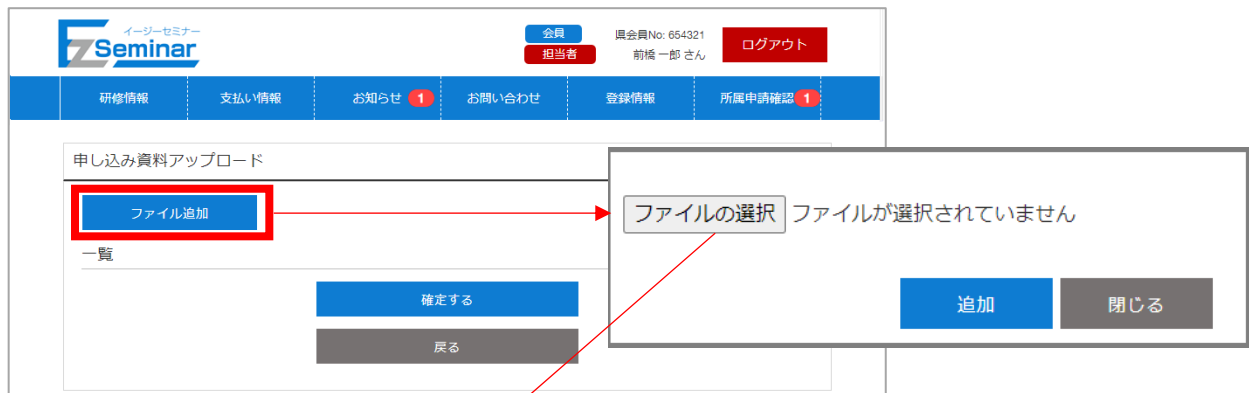 イージーセミナー
Ez Seminar
会員
担当者
県会員No: 654321
前橋 一郎 さん
ログアウト
研修情報
支払い情報
お知らせ 1
お問い合わせ
登録情報
所属申請確認 1
申し込み資料アップロード
ファイル追加
一覧
確定する
戻る
ファイルの選択 ファイルが選択されていません
追加
閉じる